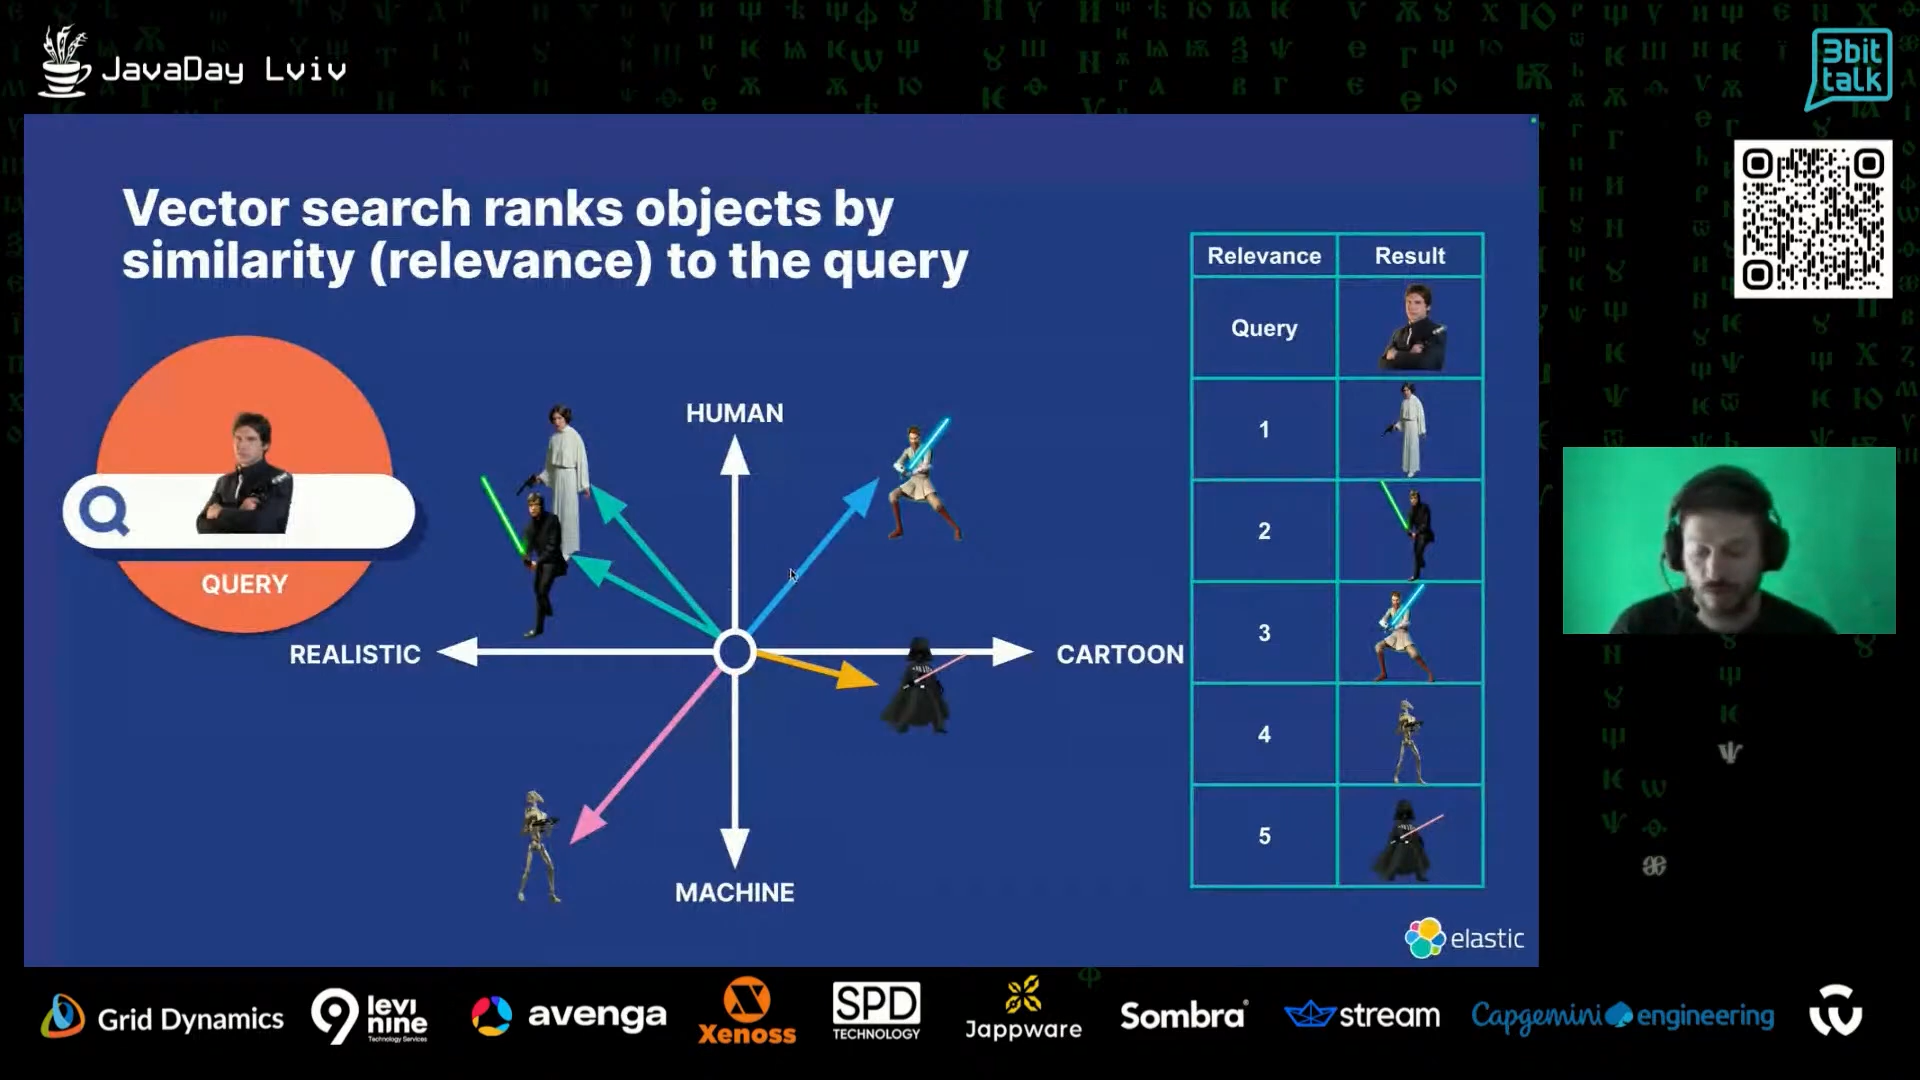 JavaDay Lviv
3bit
talk
Vector search ranks objects by
similarity (relevance) to the query
QUERY
HUMAN
REALISTIC
CARTOON
MACHINE
Relevance Result
Query
1
2
3
4
5
elastic
Grid Dynamics
levi
nine
Technology Services
avenga
Xenoss
SPD
TECHNOLOGY
Jappware
Sombra
stream
Capgemini engineering